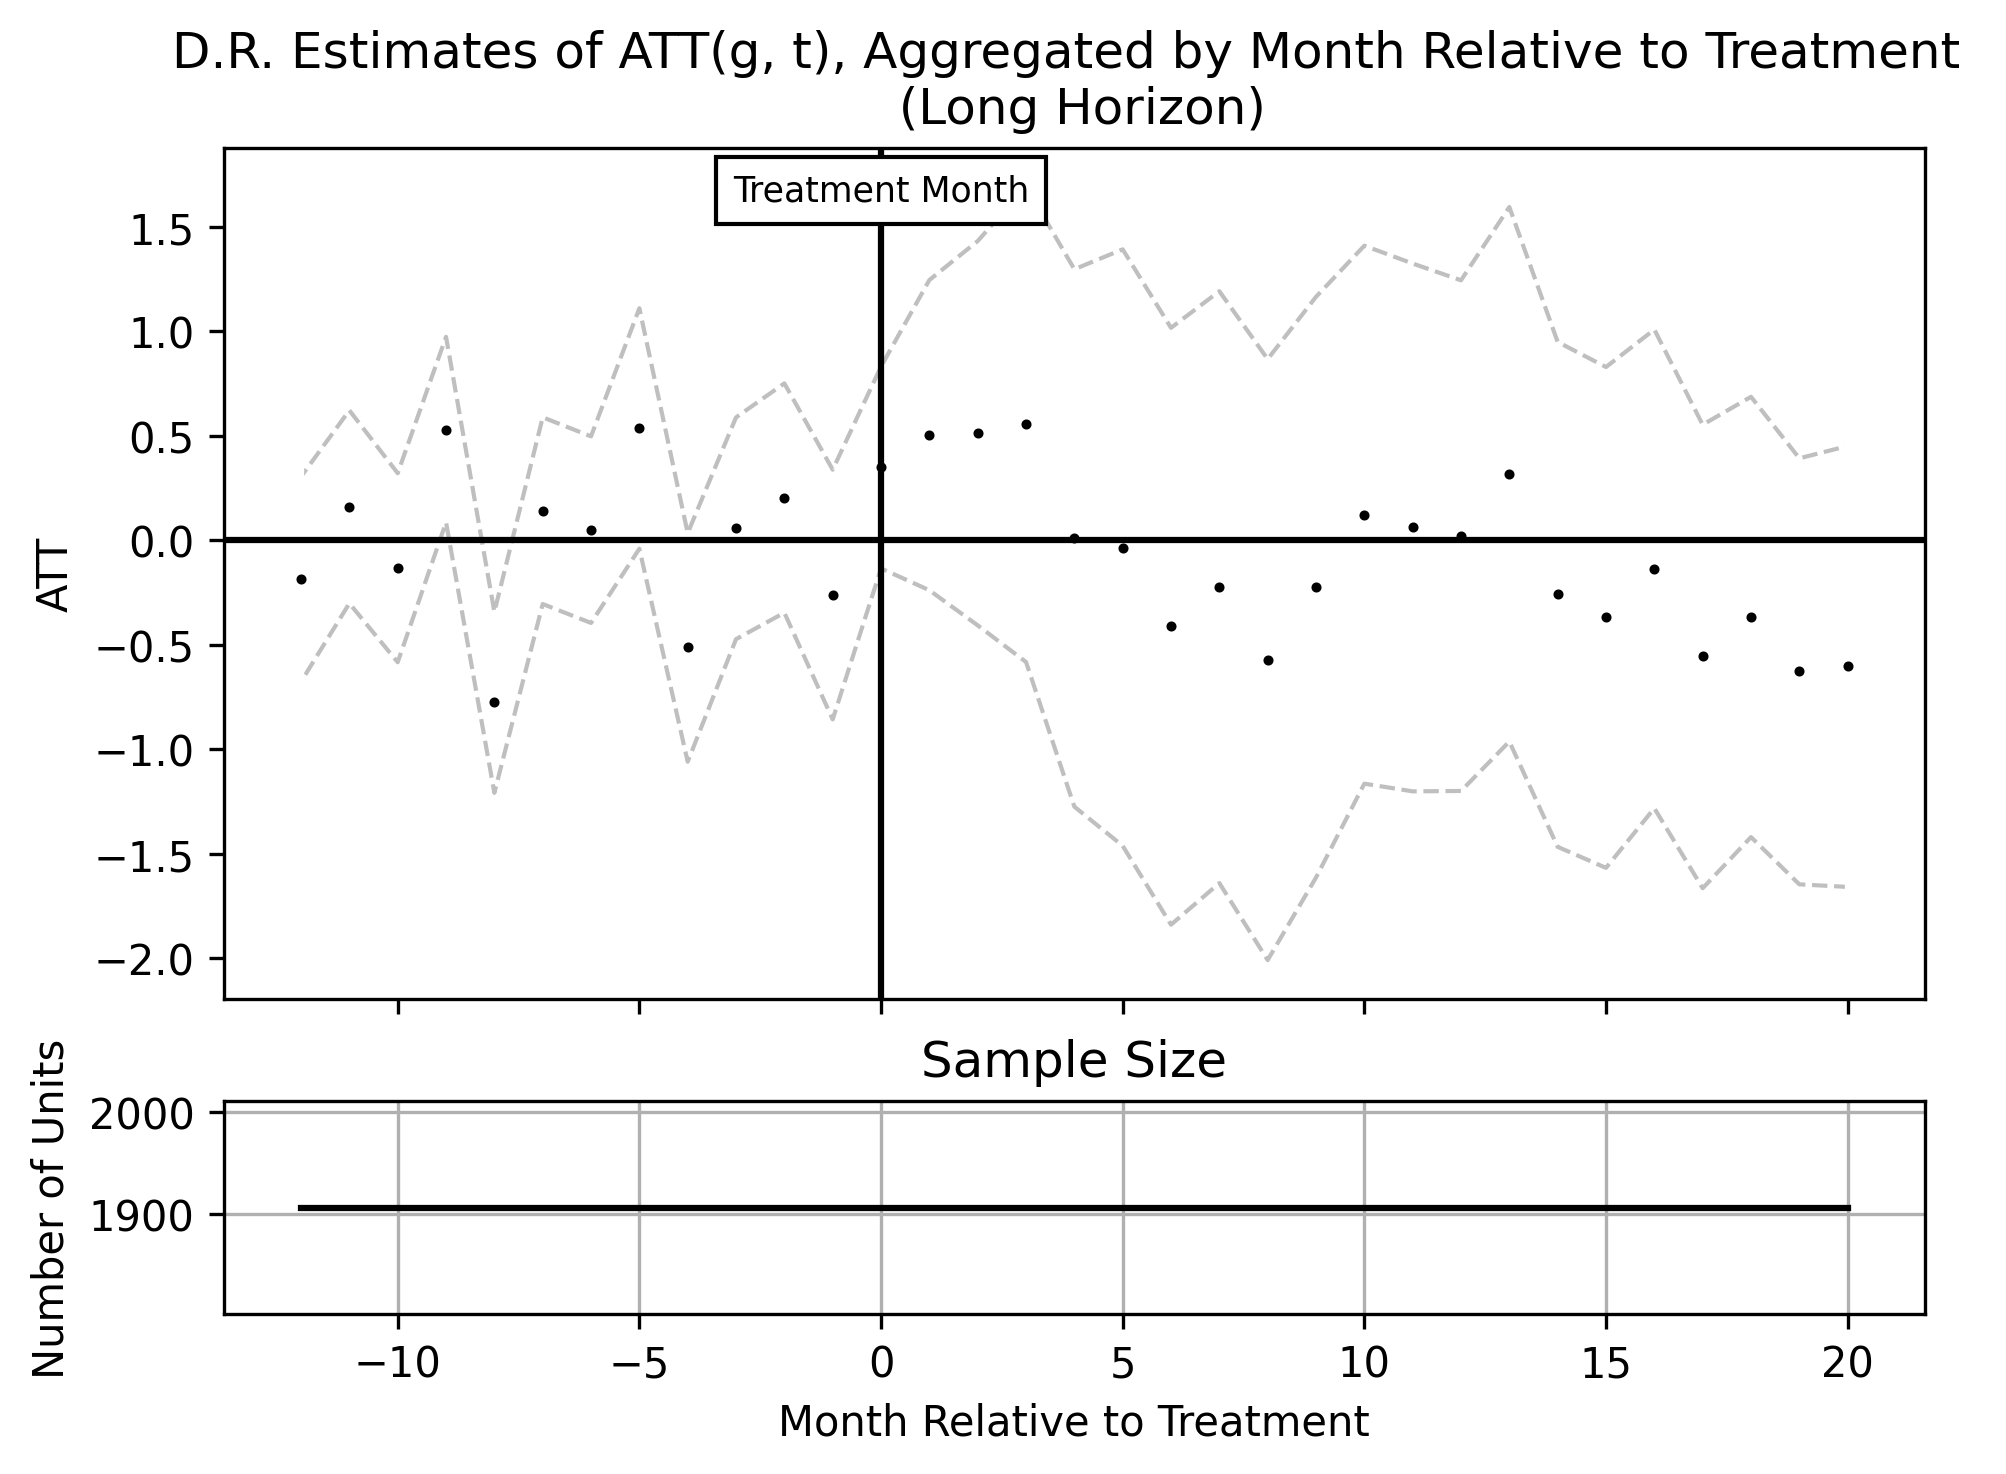 D.R. Estimates of ATT(g, t), Aggregated by Month Relative to Treatment
(Long Horizon)
Treatment Month
1.5
1.0
0.5
0.0
−0.5
−1.0
−1.5
−2.0
ATT
Sample Size
2000
1900
Number of Units
−10 −5 0 5 10 15 20
Month Relative to Treatment